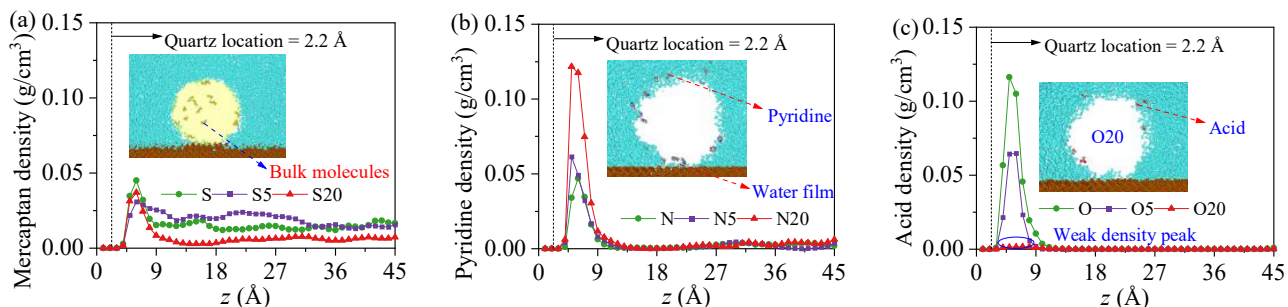 (a)
Mercaptan density (g/cm³)
0.15
0.10
0.05
0.00
Quartz location = 2.2 Å
Bulk molecules
S S5 S20
0 9 18 27 36 45
z (Å)
(b)
Pyridine density (g/cm³)
0.15
0.10
0.05
0.00
Quartz location = 2.2 Å
Pyridine
Water film
N N5 N20
0 9 18 27 36 45
z (Å)
(c)
Acid density (g/cm³)
0.15
0.10
0.05
0.00
Quartz location = 2.2 Å
O20
Acid
O O5 O20
Weak density peak
0 9 18 27 36 45
z (Å)